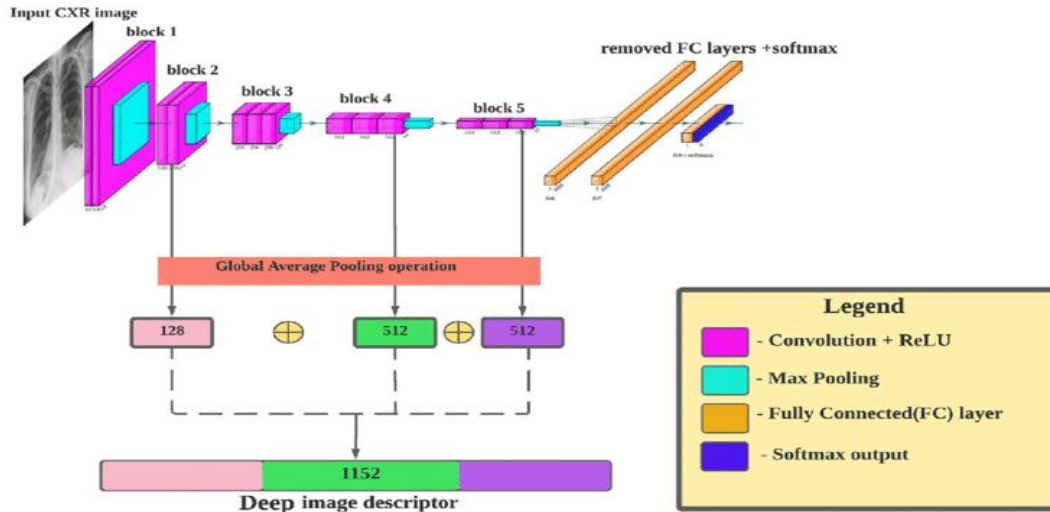 Input CXR image
block 1
block 2
block 3
block 4
block 5
removed FC layers +softmax
Global Average Pooling operation
128
512
512
1152
Deep image descriptor
Legend
- Convolution + ReLU
- Max Pooling
- Fully Connected(FC) layer
- Softmax output